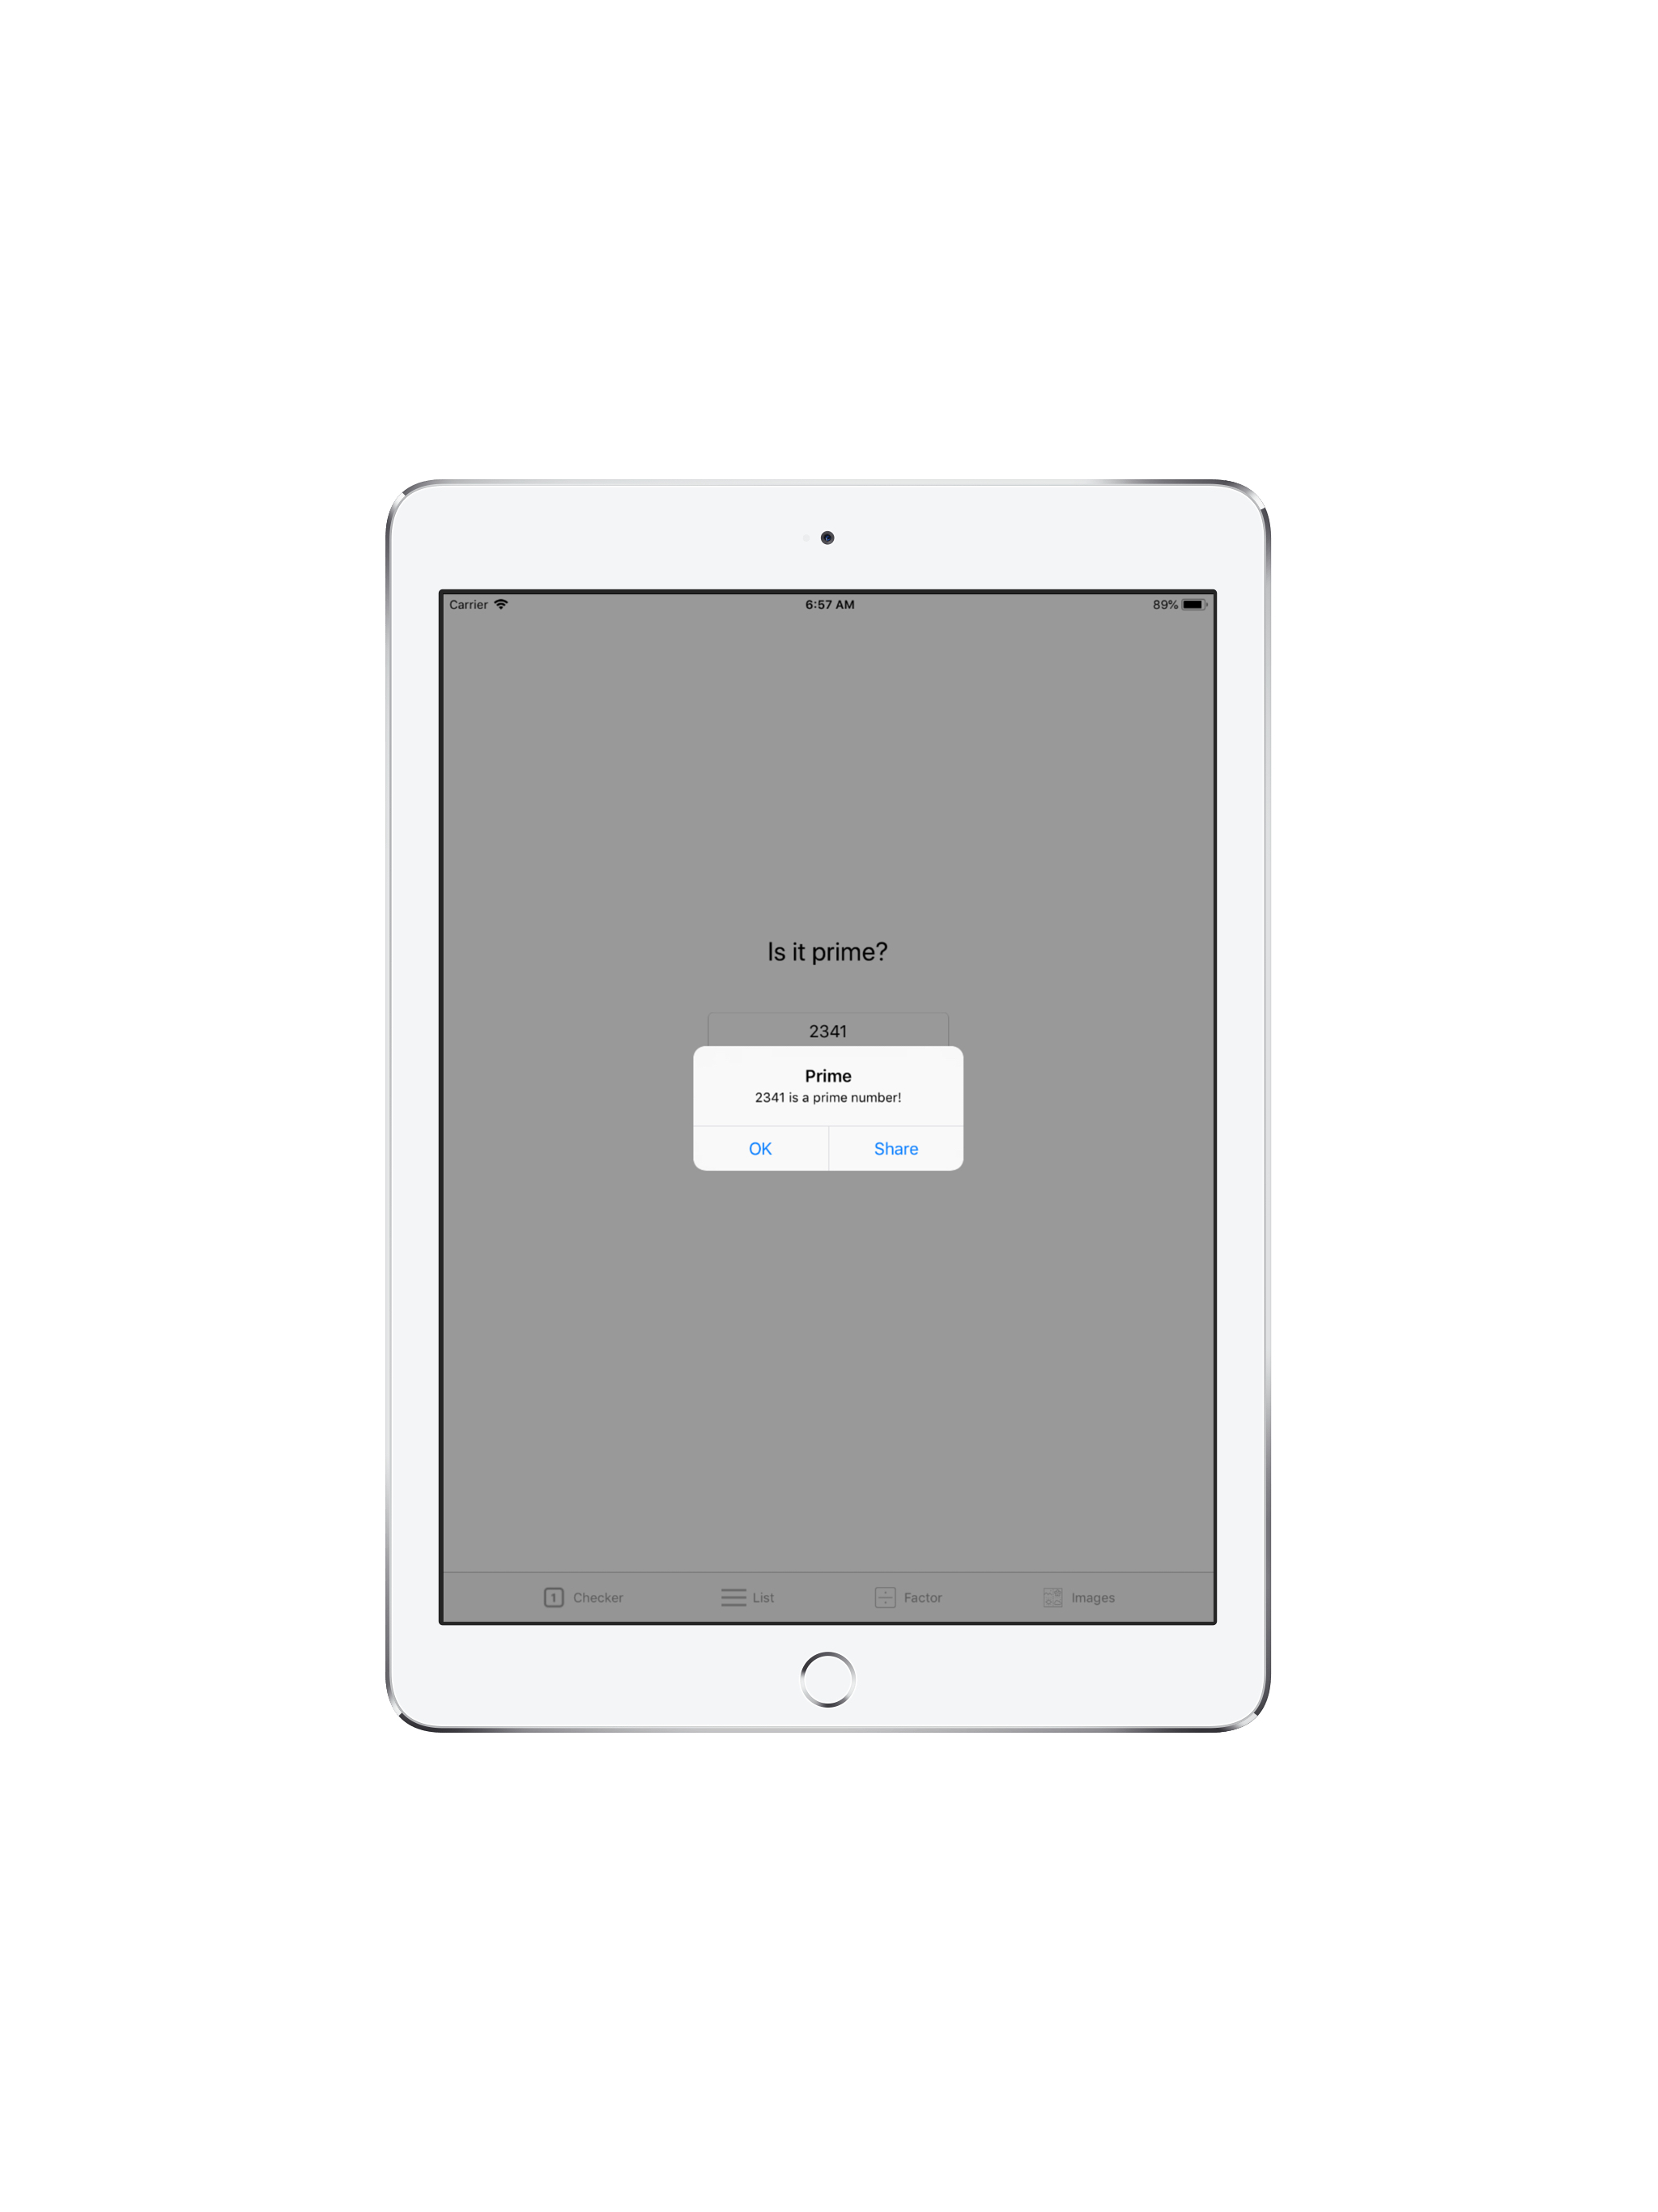 Carrier
6:57 AM
89%
Is it prime?
2341
Prime
2341 is a prime number!
OK
Share
1
Checker
List
Factor
Images